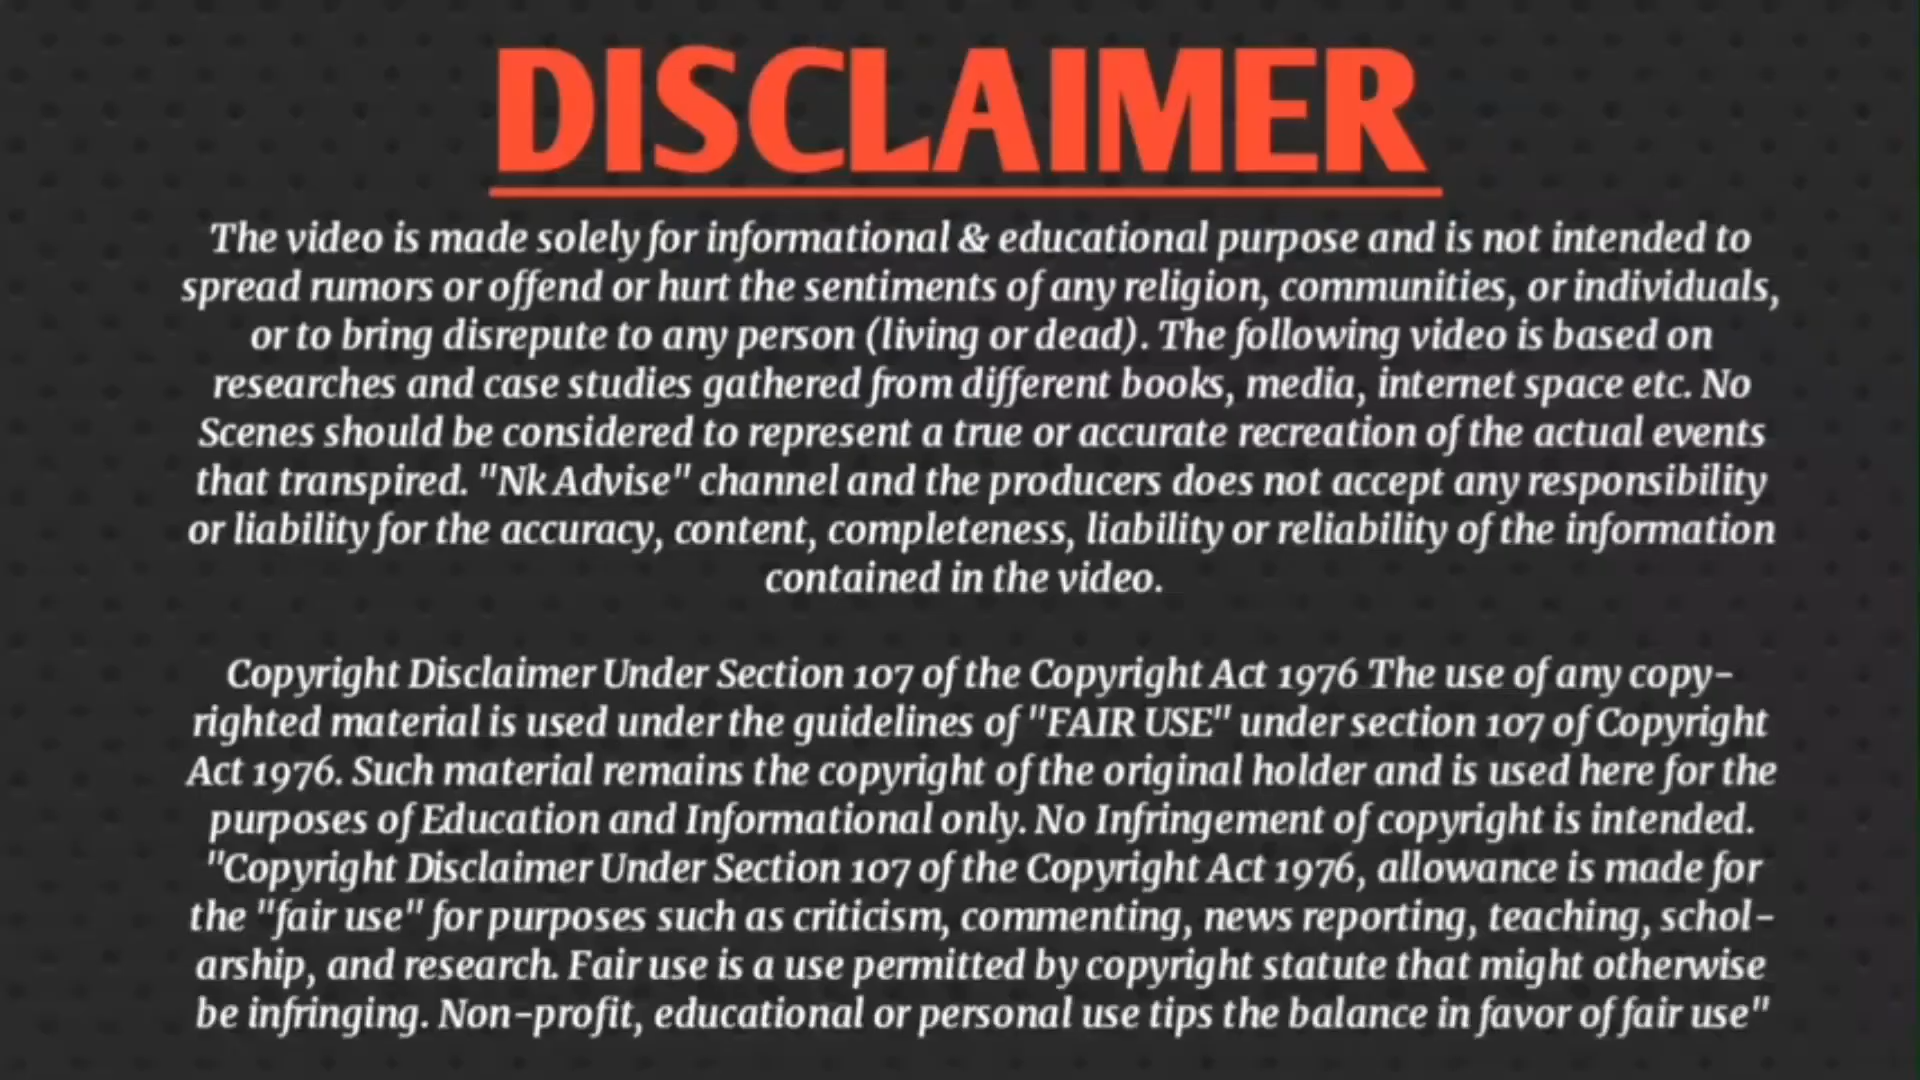 DISCLAIMER
The video is made solely for informational & educational purpose and is not intended to
spread rumors or offend or hurt the sentiments of any religion, communities, or individuals,
or to bring disrepute to any person (living or dead). The following video is based on
researches and case studies gathered from different books, media, internet space etc. No
Scenes should be considered to represent a true or accurate recreation of the actual events
that transpired. "Nk Advise" channel and the producers does not accept any responsibility
or liability for the accuracy, content, completeness, liability or reliability of the information
contained in the video.
Copyright Disclaimer Under Section 107 of the Copyright Act 1976 The use of any copy-
righted material is used under the guidelines of "FAIR USE" under section 107 of Copyright
Act 1976. Such material remains the copyright of the original holder and is used here for the
purposes of Education and Informational only. No Infringement of copyright is intended.
"Copyright Disclaimer Under Section 107 of the Copyright Act 1976, allowance is made for
the "fair use" for purposes such as criticism, commenting, news reporting, teaching, schol-
arship, and research. Fair use is a use permitted by copyright statute that might otherwise
be infringing. Non-profit, educational or personal use tips the balance in favor of fair use"